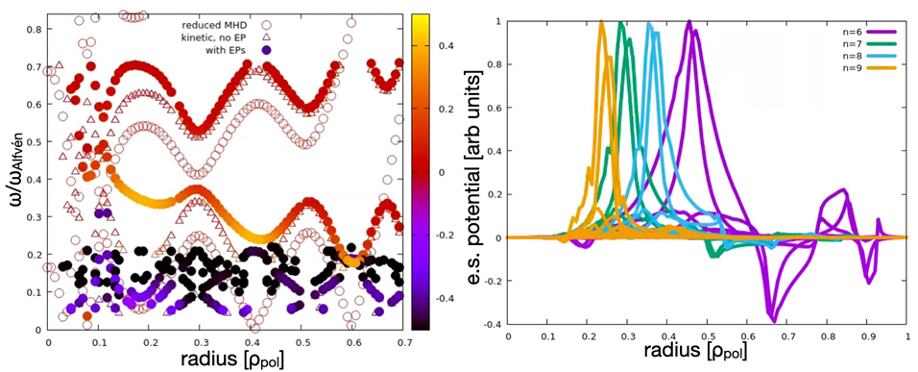 reduced MHD
kinetic, no EP
with EPs
ω/ωAlfvén
0.8
0.7
0.6
0.5
0.4
0.3
0.2
0.1
0
0 0.1 0.2 0.3 0.4 0.5 0.6 0.7
radius [ρpol]
0.4
0.2
0
-0.2
-0.4
n=6
n=7
n=8
n=9
e.s. potential [arb units]
1
0.8
0.6
0.4
0.2
0
-0.2
-0.4
0 0.1 0.2 0.3 0.4 0.5 0.6 0.7 0.8 0.9 1
radius [ρpol]